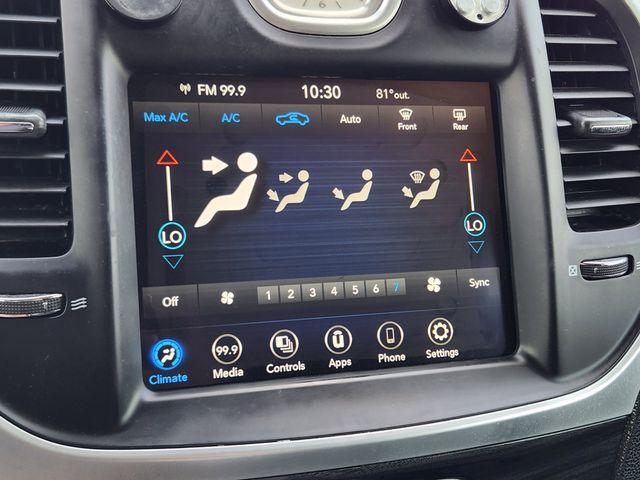 FM 99.9 10:30 81°out.
Max A/C A/C Auto Front Rear
LO LO
Off 1 2 3 4 5 6 7 Sync
99.9
Climate Media Controls Apps Phone Settings